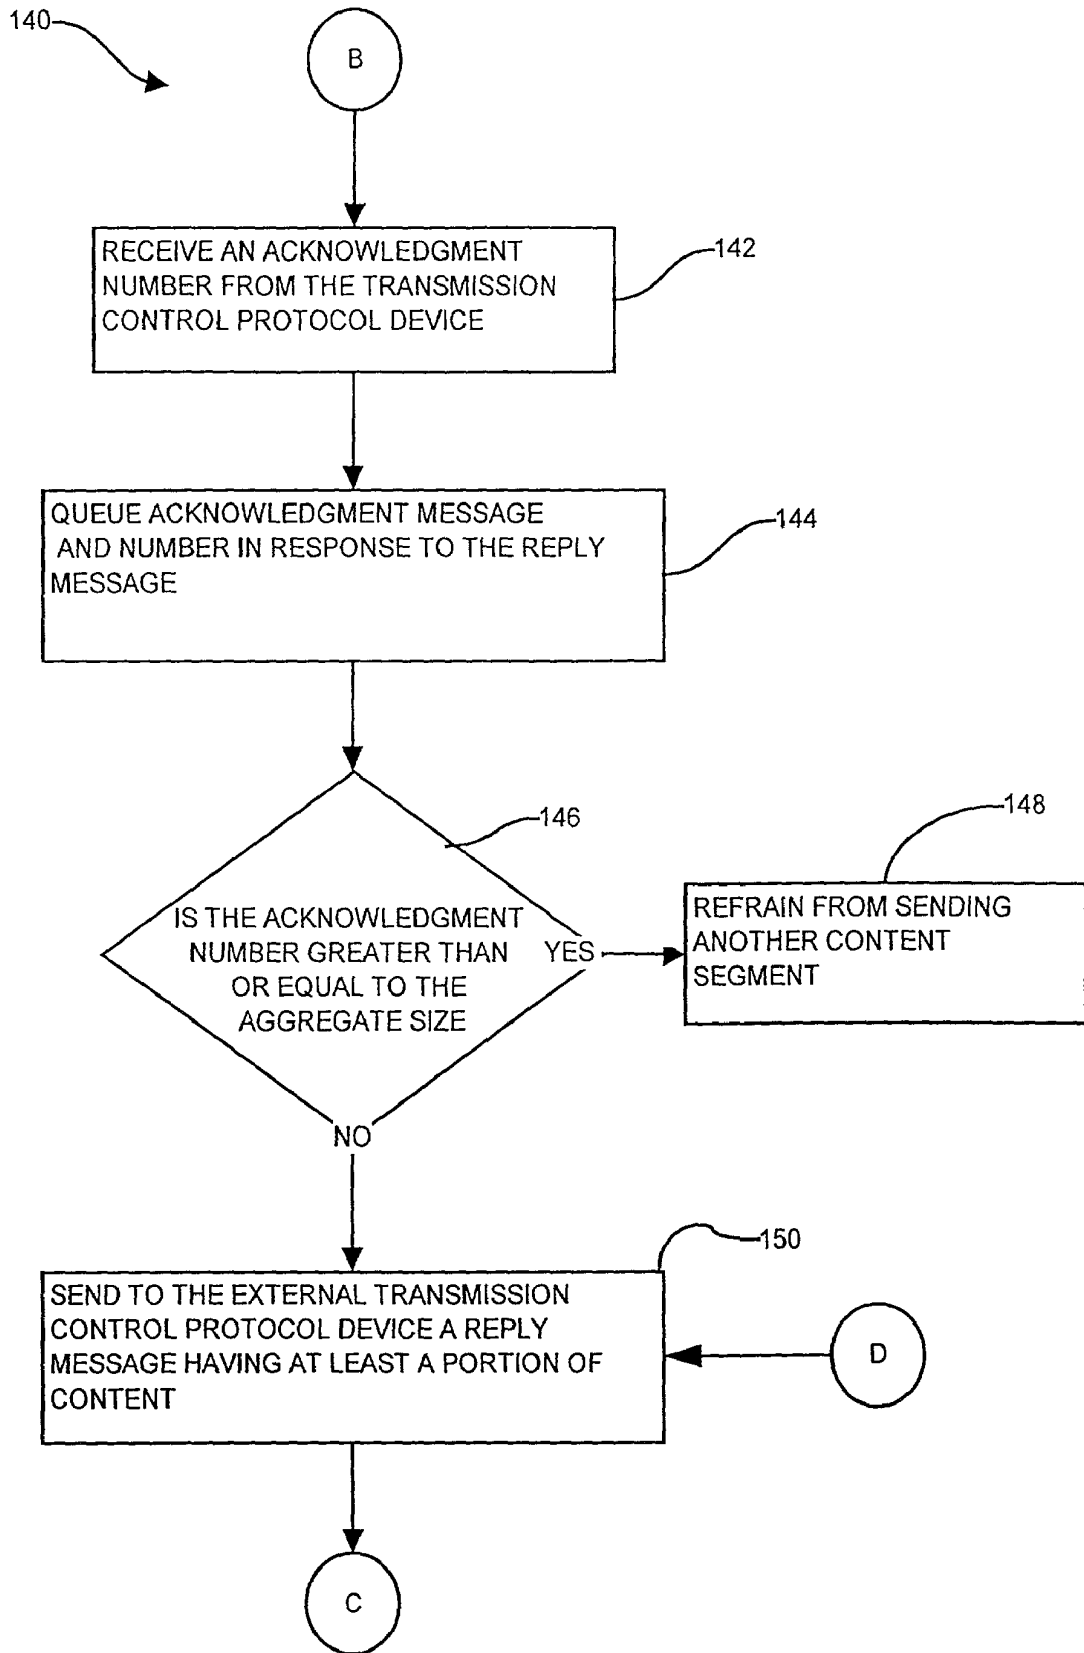 140
B
RECEIVE AN ACKNOWLEDGMENT
NUMBER FROM THE TRANSMISSION
CONTROL PROTOCOL DEVICE
142
QUEUE ACKNOWLEDGMENT MESSAGE
AND NUMBER IN RESPONSE TO THE REPLY
MESSAGE
144
146
IS THE ACKNOWLEDGMENT
NUMBER GREATER THAN
OR EQUAL TO THE
AGGREGATE SIZE
YES
148
REFRAIN FROM SENDING
ANOTHER CONTENT
SEGMENT
NO
150
SEND TO THE EXTERNAL TRANSMISSION
CONTROL PROTOCOL DEVICE A REPLY
MESSAGE HAVING AT LEAST A PORTION OF
CONTENT
D
C